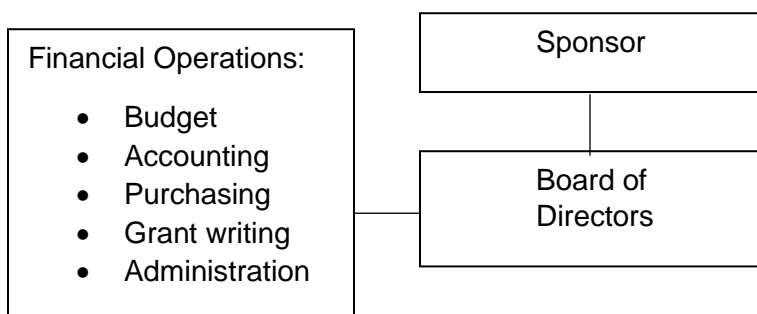 Financial Operations:
• Budget
• Accounting
• Purchasing
• Grant writing
• Administration
Sponsor
Board of
Directors